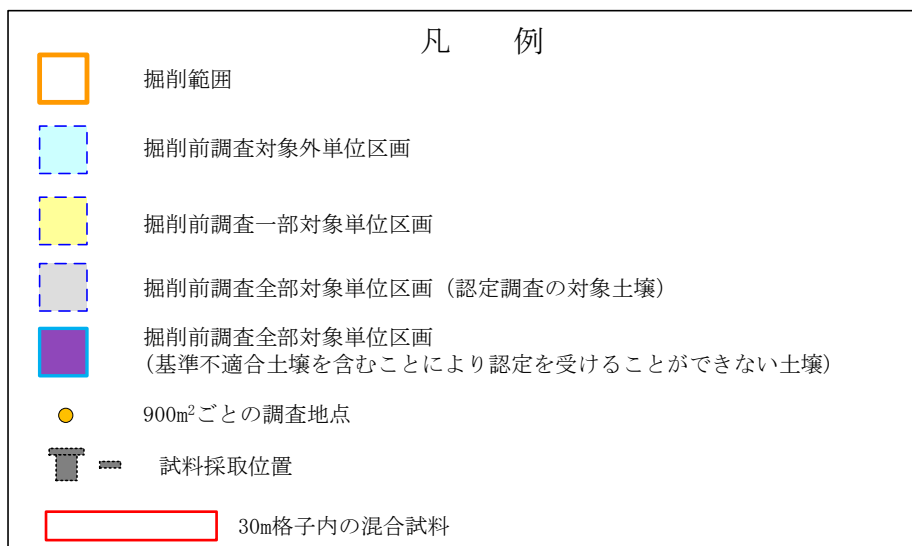 凡　例
掘削範囲
掘削前調査対象外単位区画
掘削前調査一部対象単位区画
掘削前調査全部対象単位区画（認定調査の対象土壌）
掘削前調査全部対象単位区画
(基準不適合土壌を含むことにより認定を受けることができない土壌)
900m²ごとの調査地点
試料採取位置
30m格子内の混合試料